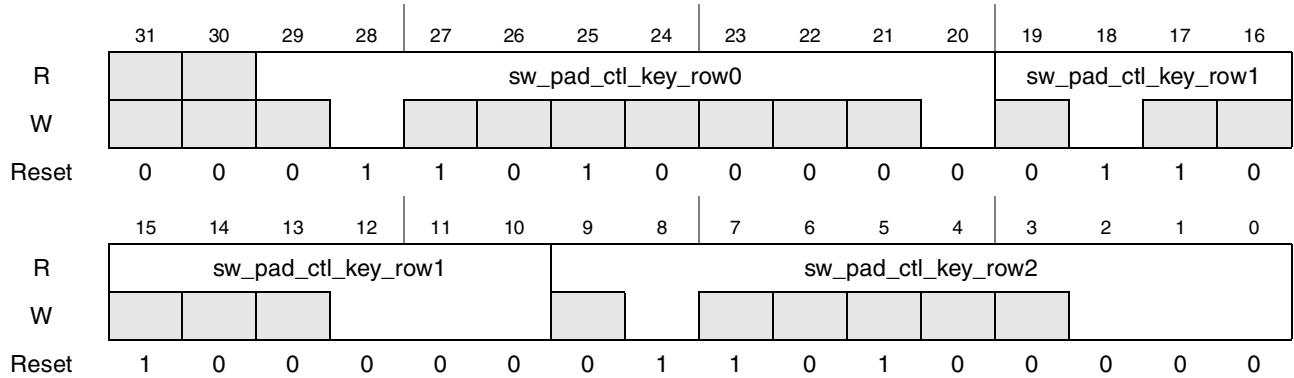 31 30 29 28 27 26 25 24 23 22 21 20 19 18 17 16
R sw_pad_ctl_key_row0 sw_pad_ctl_key_row1
W
Reset 0 0 0 1 1 0 1 0 0 0 0 0 0 1 1 0
15 14 13 12 11 10 9 8 7 6 5 4 3 2 1 0
R sw_pad_ctl_key_row1 sw_pad_ctl_key_row2
W
Reset 1 0 0 0 0 0 0 1 1 0 1 0 0 0 0 0